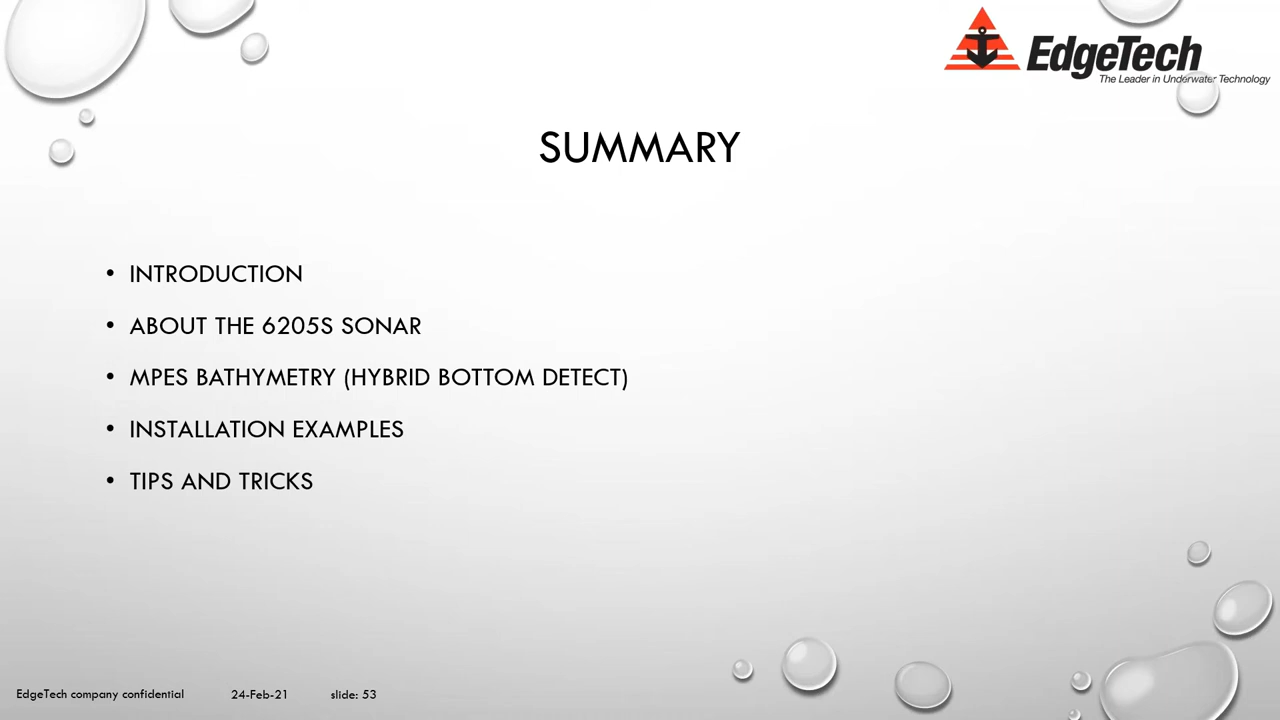 EdgeTech
The Leader in Underwater Technology
SUMMARY
• INTRODUCTION
• ABOUT THE 6205S SONAR
• MPES BATHYMETRY (HYBRID BOTTOM DETECT)
• INSTALLATION EXAMPLES
• TIPS AND TRICKS
EdgeTech company confidential 24-Feb-21 slide: 53